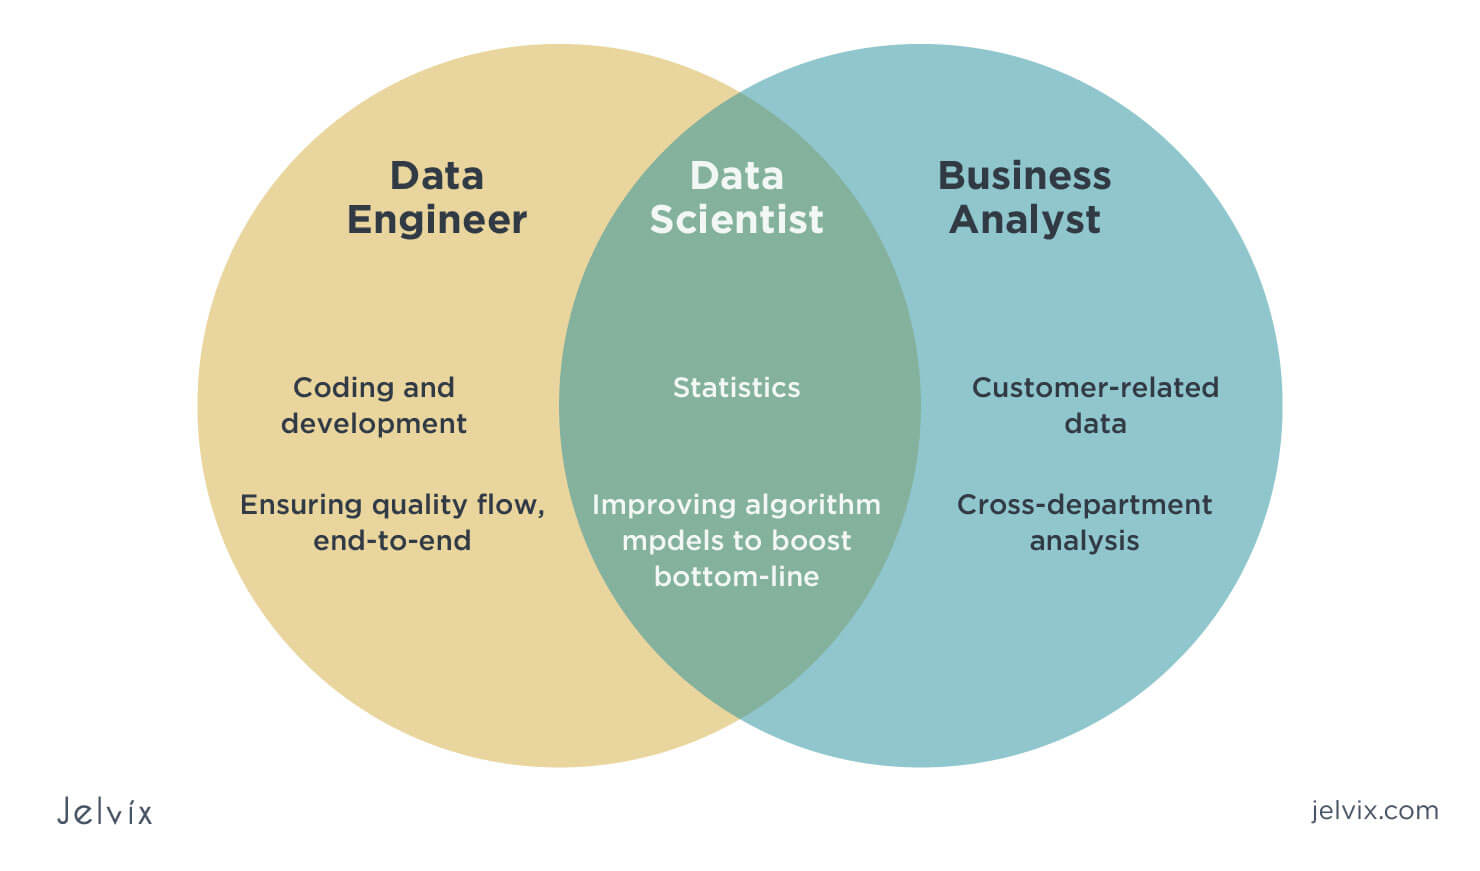 Data
Engineer
Data
Scientist
Business
Analyst
Coding and
development
Statistics
Customer-related
data
Ensuring quality flow,
end-to-end
Improving algorithm
mpdels to boost
bottom-line
Cross-department
analysis
Jelvix
jelvix.com